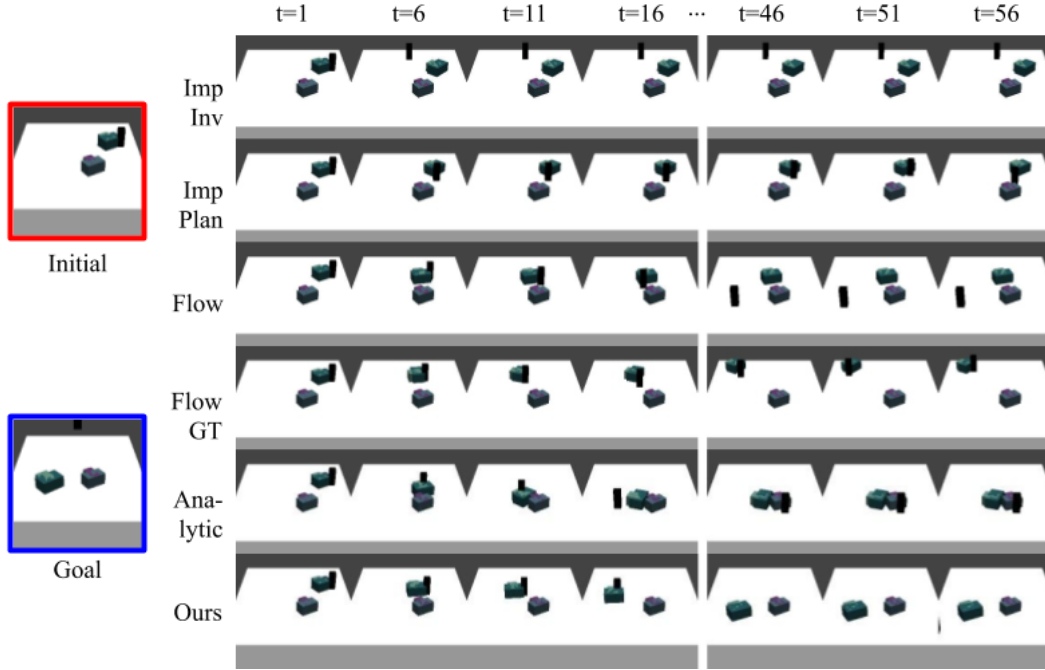 t=1 t=6 t=11 t=16 ... t=46 t=51 t=56
Imp
Inv
Imp
Plan
Initial
Flow
Flow
GT
Ana-
lytic
Goal
Ours